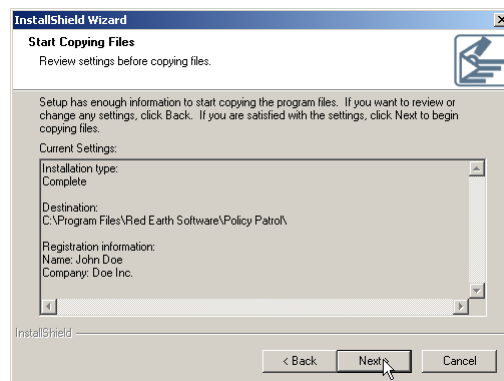 InstallShield Wizard
Start Copying Files
Review settings before copying files.
Setup has enough information to start copying the program files. If you want to review or
change any settings, click Back. If you are satisfied with the settings, click Next to begin
copying files.
Current Settings:
Installation type:
Complete
Destination:
C:\Program Files\Red Earth Software\Policy Patrol\
Registration information:
Name: John Doe
Company: Doe Inc.
InstallShield
< Back Next > Cancel